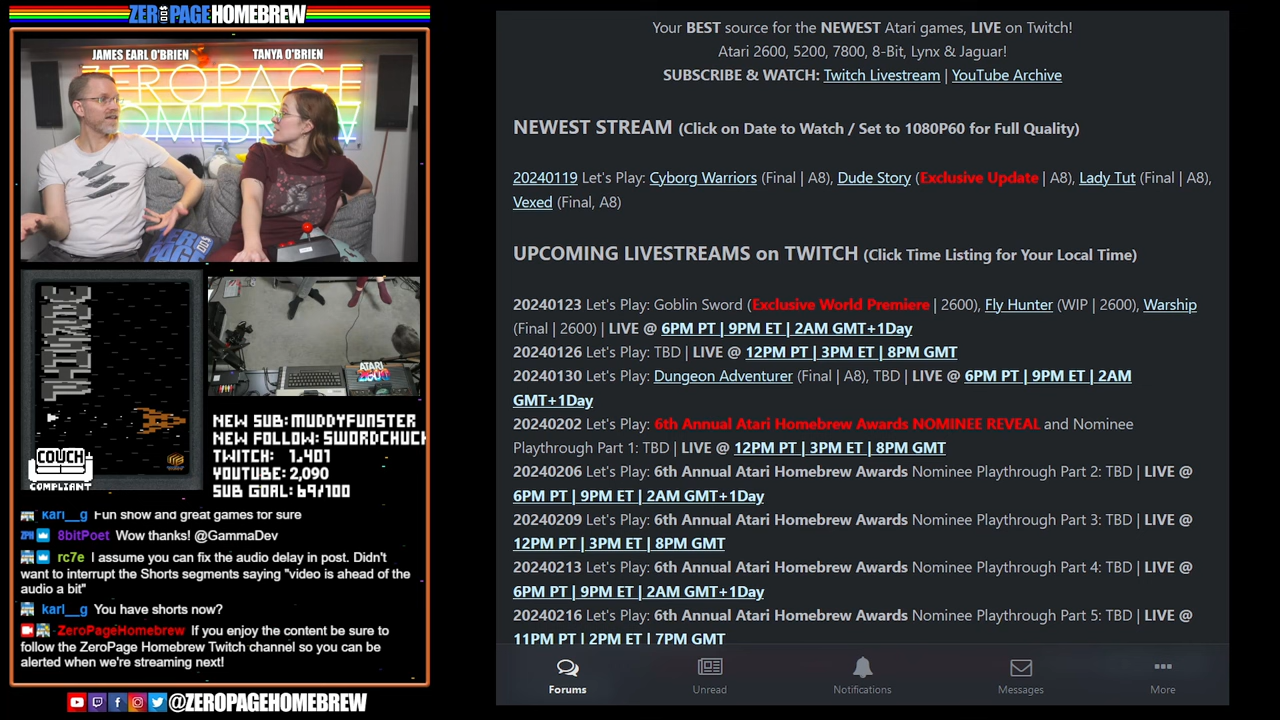 ZEROPAGE HOMEBREW
JAMES EARL O'BRIEN
TANYA O'BRIEN
ZEROPAGE
HOMEBREW
COUCH
COMPLIANT
ATARI
2600
NEW SUB: MUDDYFUNSTER
NEW FOLLOW: SWORDCHUCK
TWITCH: 1,401
YOUTUBE: 2,090
SUB GOAL: 69/100
karl__g Fun show and great games for sure
8bitPoet Wow thanks! @GammaDev
rc7e I assume you can fix the audio delay in post. Didn't
want to interrupt the Shorts segments saying "video is ahead of the
audio a bit"
karl__g You have shorts now?
ZeroPageHomebrew If you enjoy the content be sure to
follow the ZeroPage Homebrew Twitch channel so you can be
alerted when we're streaming next!
@ZEROPAGEHOMEBREW
Your BEST source for the NEWEST Atari games, LIVE on Twitch!
Atari 2600, 5200, 7800, 8-Bit, Lynx & Jaguar!
SUBSCRIBE & WATCH: Twitch Livestream | YouTube Archive
NEWEST STREAM (Click on Date to Watch / Set to 1080P60 for Full Quality)
20240119 Let's Play: Cyborg Warriors (Final | A8), Dude Story (Exclusive Update | A8), Lady Tut (Final | A8),
Vexed (Final, A8)
UPCOMING LIVESTREAMS on TWITCH (Click Time Listing for Your Local Time)
20240123 Let's Play: Goblin Sword (Exclusive World Premiere | 2600), Fly Hunter (WIP | 2600), Warship
(Final | 2600) | LIVE @ 6PM PT | 9PM ET | 2AM GMT+1Day
20240126 Let's Play: TBD | LIVE @ 12PM PT | 3PM ET | 8PM GMT
20240130 Let's Play: Dungeon Adventurer (Final | A8), TBD | LIVE @ 6PM PT | 9PM ET | 2AM
GMT+1Day
20240202 Let's Play: 6th Annual Atari Homebrew Awards NOMINEE REVEAL and Nominee
Playthrough Part 1: TBD | LIVE @ 12PM PT | 3PM ET | 8PM GMT
20240206 Let's Play: 6th Annual Atari Homebrew Awards Nominee Playthrough Part 2: TBD | LIVE @
6PM PT | 9PM ET | 2AM GMT+1Day
20240209 Let's Play: 6th Annual Atari Homebrew Awards Nominee Playthrough Part 3: TBD | LIVE @
12PM PT | 3PM ET | 8PM GMT
20240213 Let's Play: 6th Annual Atari Homebrew Awards Nominee Playthrough Part 4: TBD | LIVE @
6PM PT | 9PM ET | 2AM GMT+1Day
20240216 Let's Play: 6th Annual Atari Homebrew Awards Nominee Playthrough Part 5: TBD | LIVE @
11PM PT | 2PM ET | 7PM GMT
Forums
Unread
Notifications
Messages
More